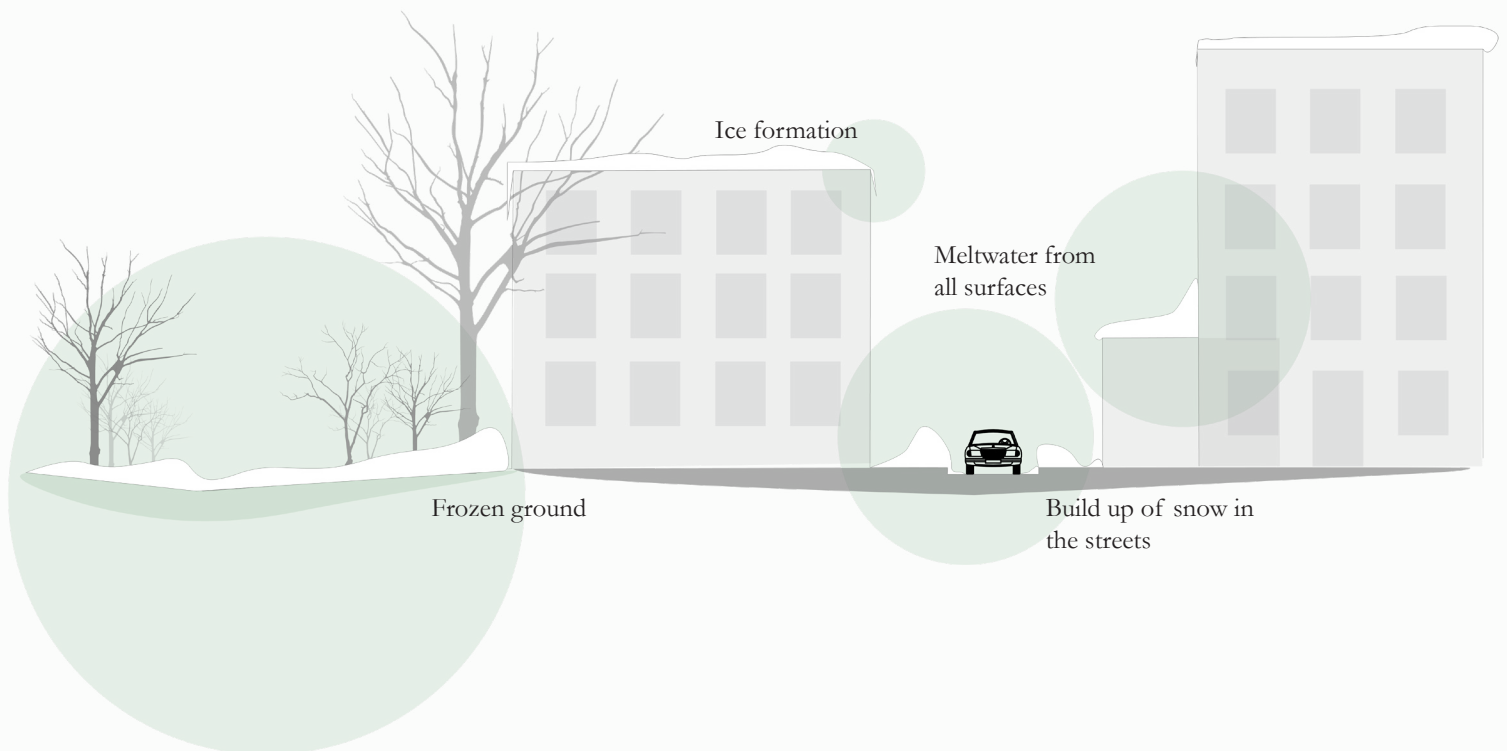 Ice formation
Meltwater from
all surfaces
Frozen ground
Build up of snow in
the streets